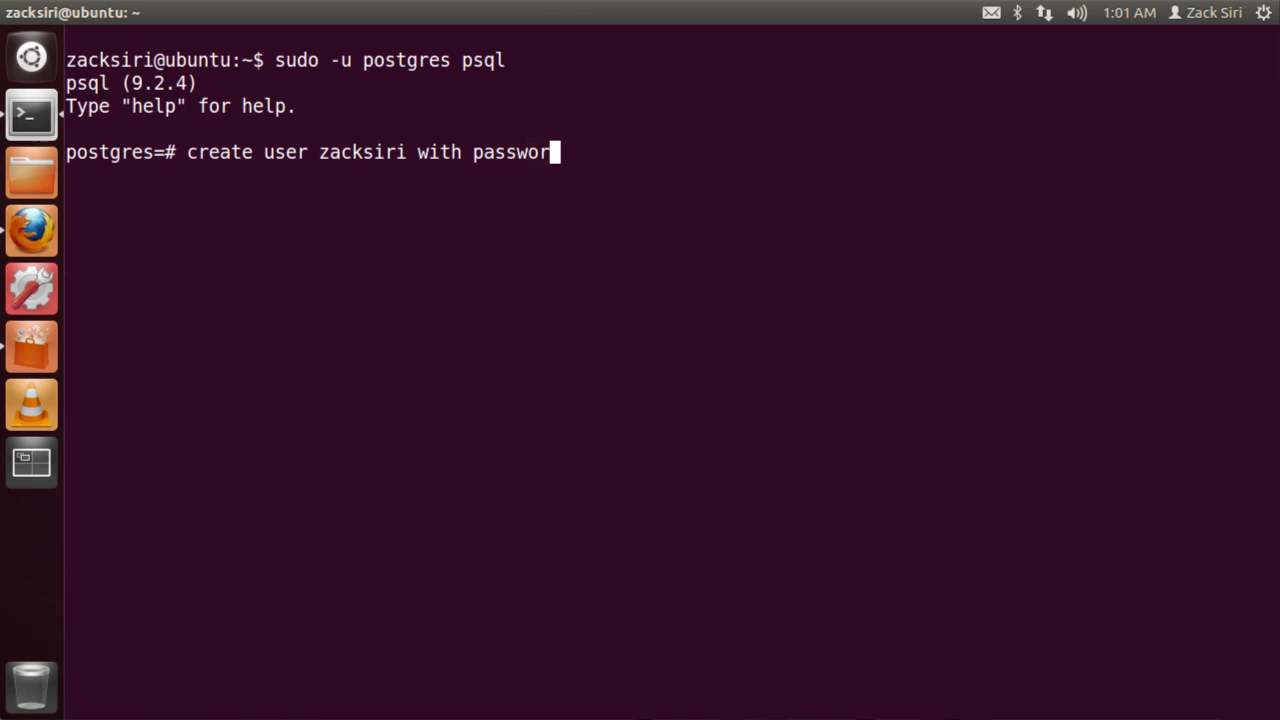 zacksiri@ubuntu: ~
1:01 AM
Zack Siri
zacksiri@ubuntu:~$ sudo -u postgres psql
psql (9.2.4)
Type "help" for help.
postgres=# create user zacksiri with passwor